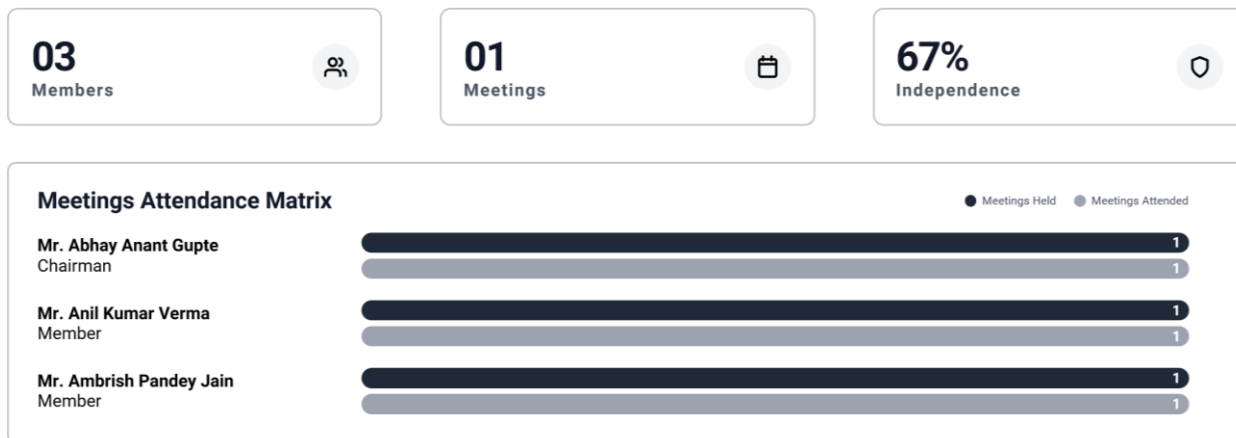 03
Members
01
Meetings
67%
Independence
Meetings Attendance Matrix
Meetings Held
Meetings Attended
Mr. Abhay Anant Gupte
Chairman
1
1
Mr. Anil Kumar Verma
Member
1
1
Mr. Ambrish Pandey Jain
Member
1
1